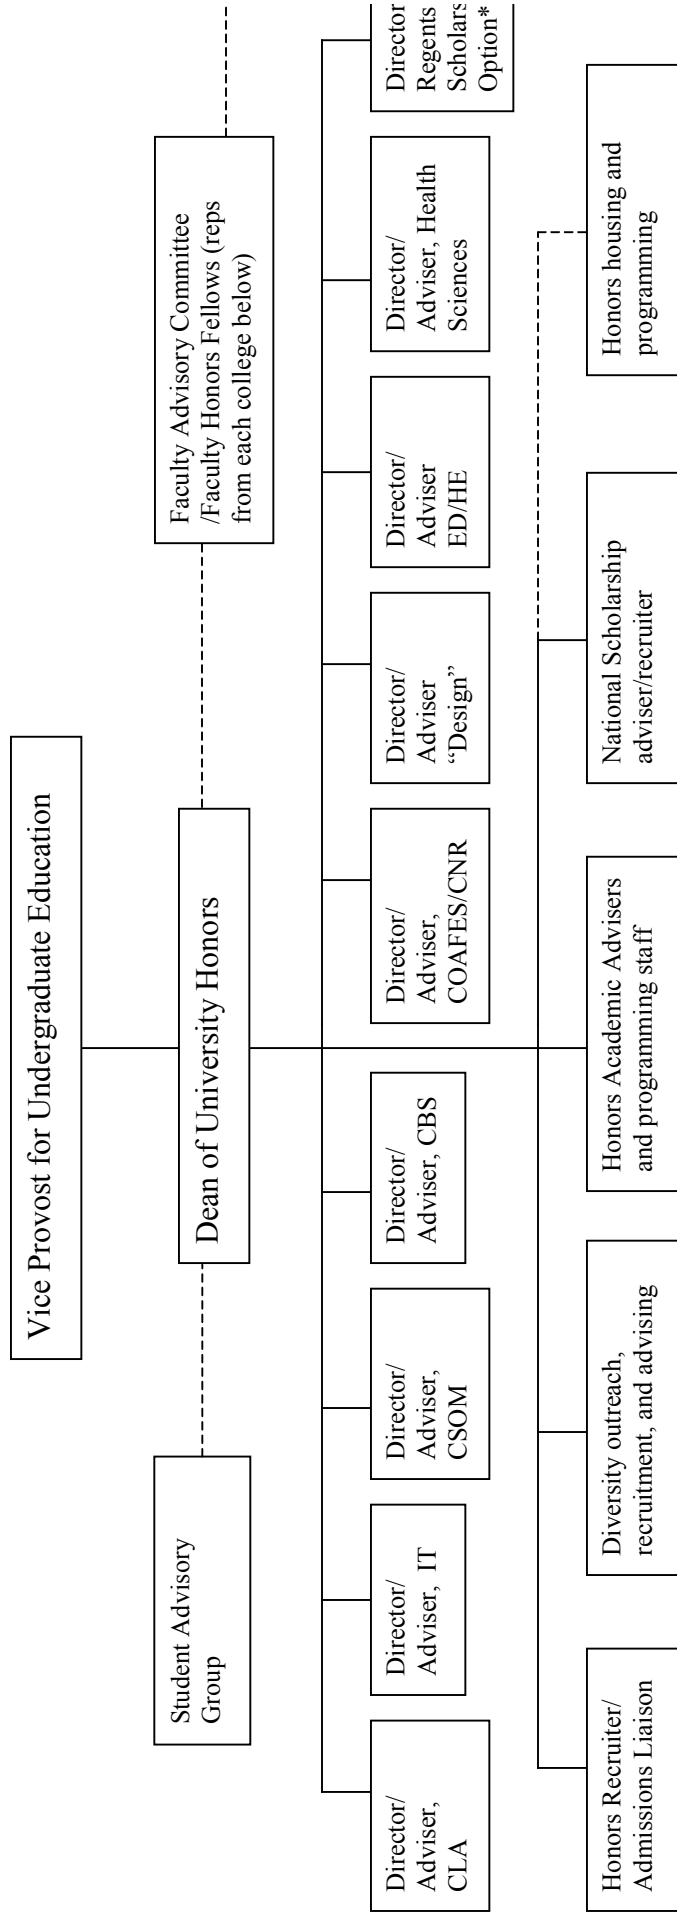 Vice Provost for Undergraduate Education
Student Advisory
Group
Dean of University Honors
Faculty Advisory Committee
/Faculty Honors Fellows (reps
from each college below)
Director/
Adviser,
CLA
Director/
Adviser,  IT
Director/
Adviser,
CSOM
Director/
Adviser, CBS
Director/
Adviser,
COAFES/CNR
Director/
Adviser
“Design”
Director/
Adviser
ED/HE
Director/
Adviser, Health
Sciences
Director
Regents
Scholars
Option*
Honors Recruiter/
Admissions Liaison
Diversity outreach,
recruitment, and advising
Honors Academic Advisers
and programming staff
National Scholarship
adviser/recruiter
Honors housing and
programming